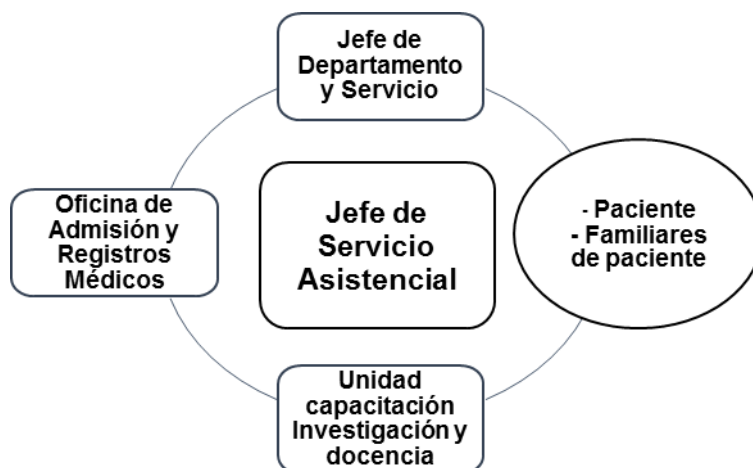 Jefe de
Departamento
y Servicio
Oficina de
Admisión y
Registros
Médicos
Jefe de
Servicio
Asistencial
- Paciente
- Familiares
de paciente
Unidad
capacitación
Investigación y
docencia